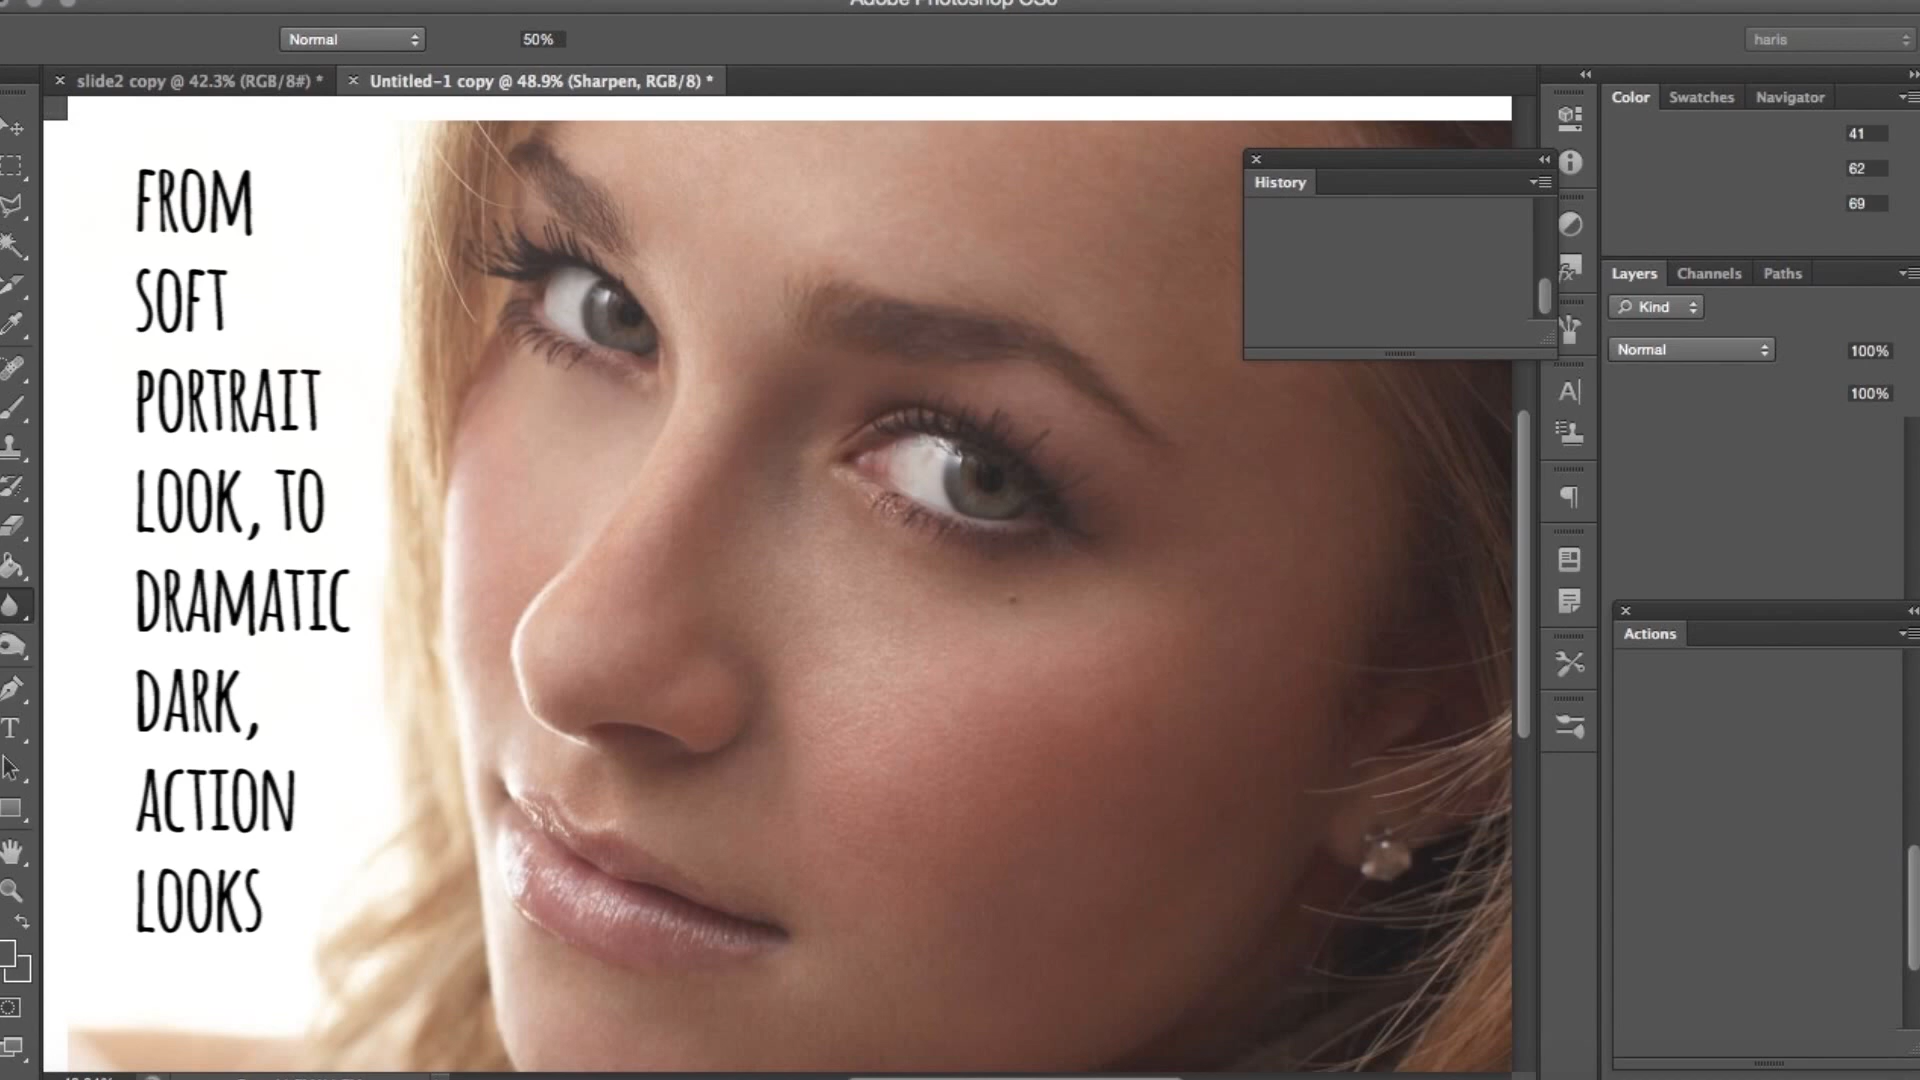 Adobe Photoshop CS6
Normal
50%
haris
slide2 copy @ 42.3% (RGB/8#) *
Untitled-1 copy @ 48.9% (Sharpen, RGB/8) *
Color
Swatches
Navigator
41
62
69
History
Layers
Channels
Paths
Kind
Normal
100%
100%
Actions
FROM
SOFT
PORTRAIT
LOOK, TO
DRAMATIC
DARK,
ACTION
LOOKS